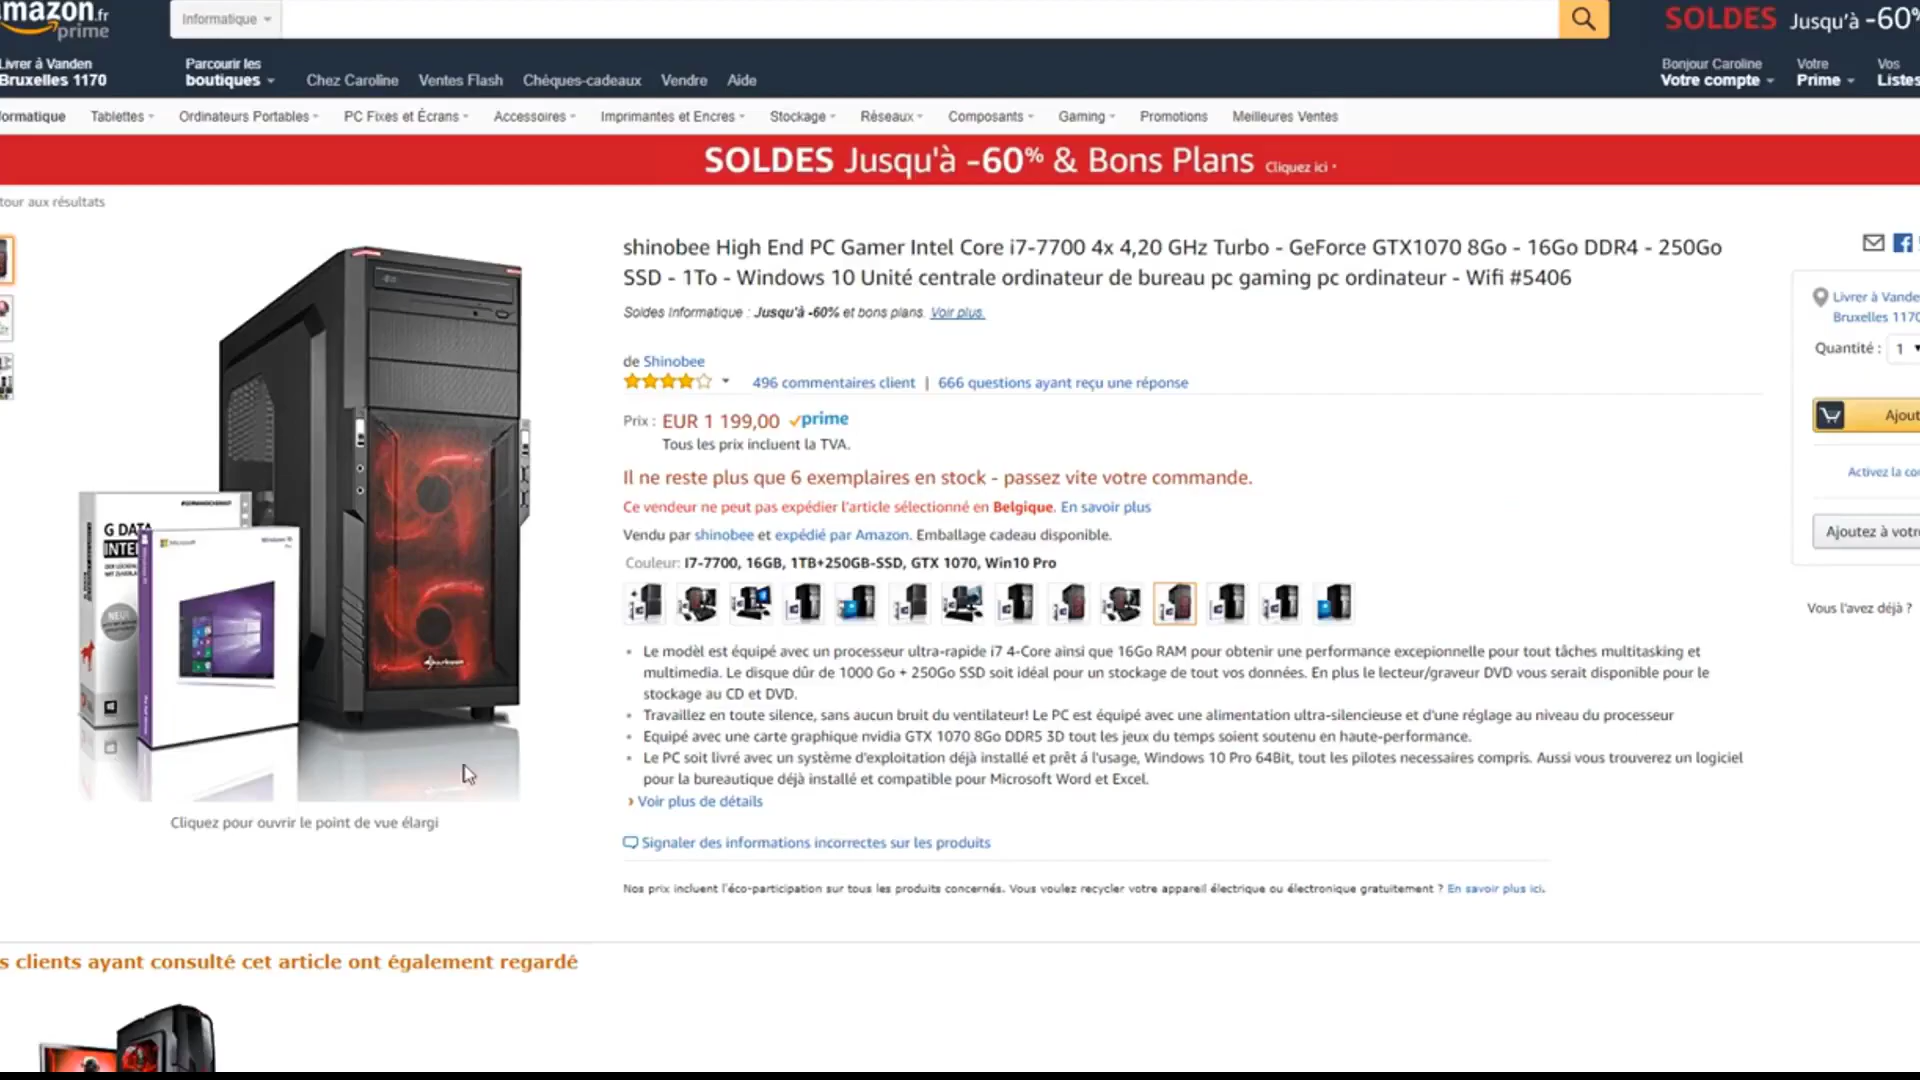 amazon.fr
prime
Informatique
SOLDES Jusqu'à -60%
Livrer à Vanden
Bruxelles 1170
Parcourir les
boutiques
Chez Caroline
Ventes Flash
Chèques-cadeaux
Vendre
Aide
Bonjour Caroline
Votre compte
Votre
Prime
Vos
Listes
formatique
Tablettes
Ordinateurs Portables
PC Fixes et Écrans
Accessoires
Imprimantes et Encres
Stockage
Réseaux
Composants
Gaming
Promotions
Meilleures Ventes
SOLDES Jusqu'à -60% & Bons Plans Cliquez ici
tour aux résultats
shinobee High End PC Gamer Intel Core i7-7700 4x 4,20 GHz Turbo - GeForce GTX1070 8Go - 16Go DDR4 - 250Go
SSD - 1To - Windows 10 Unité centrale ordinateur de bureau pc gaming pc ordinateur - Wifi #5406
Soldes Informatique : Jusqu'à -60% et bons plans. Voir plus.
de Shinobee
496 commentaires client | 666 questions ayant reçu une réponse
Prix : EUR 1 199,00 prime
Tous les prix incluent la TVA.
Il ne reste plus que 6 exemplaires en stock - passez vite votre commande.
Ce vendeur ne peut pas expédier l'article sélectionné en Belgique. En savoir plus
Vendu par shinobee et expédié par Amazon. Emballage cadeau disponible.
Couleur: I7-7700, 16GB, 1TB+250GB-SSD, GTX 1070, Win10 Pro
Le modèl est équipé avec un processeur ultra-rapide i7 4-Core ainsi que 16Go RAM pour obtenir une performance excepionnelle pour tout tâches multitasking et
multimedia. Le disque dûr de 1000 Go + 250Go SSD soit idéal pour un stockage de tout vos données. En plus le lecteur/graveur DVD vous serait disponible pour le
stockage au CD et DVD.
Travaillez en toute silence, sans aucun bruit du ventilateur! Le PC est équipé avec une alimentation ultra-silencieuse et d'une réglage au niveau du processeur
Equipé avec une carte graphique nvidia GTX 1070 8Go DDR5 3D tout les jeux du temps soient soutenu en haute-performance.
Le PC soit livré avec un système d'exploitation déjà installé et prêt á l'usage, Windows 10 Pro 64Bit, tout les pilotes necessaires compris. Aussi vous trouverez un logiciel
pour la bureautique déjà installé et compatible pour Microsoft Word et Excel.
› Voir plus de détails
Signaler des informations incorrectes sur les produits
Nos prix incluent l'éco-participation sur tous les produits concernés. Vous voulez recycler votre appareil électrique ou électronique gratuitement ? En savoir plus ici.
G DATA
Microsoft
Cliquez pour ouvrir le point de vue élargi
Livrer à Vande
Bruxelles 1170
Quantité : 1
Ajout
Activez la co
Ajoutez à votr
Vous l'avez déjà ?
s clients ayant consulté cet article ont également regardé